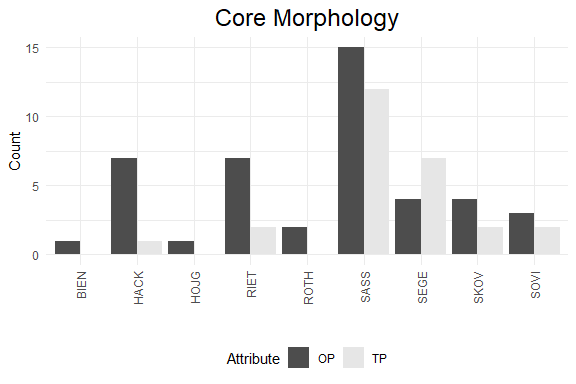 Core Morphology
Count
15
10
5
0
BIEN HACK HOJG RIET ROTH SASS SEGE SKOV SOVI
Attribute OP TP